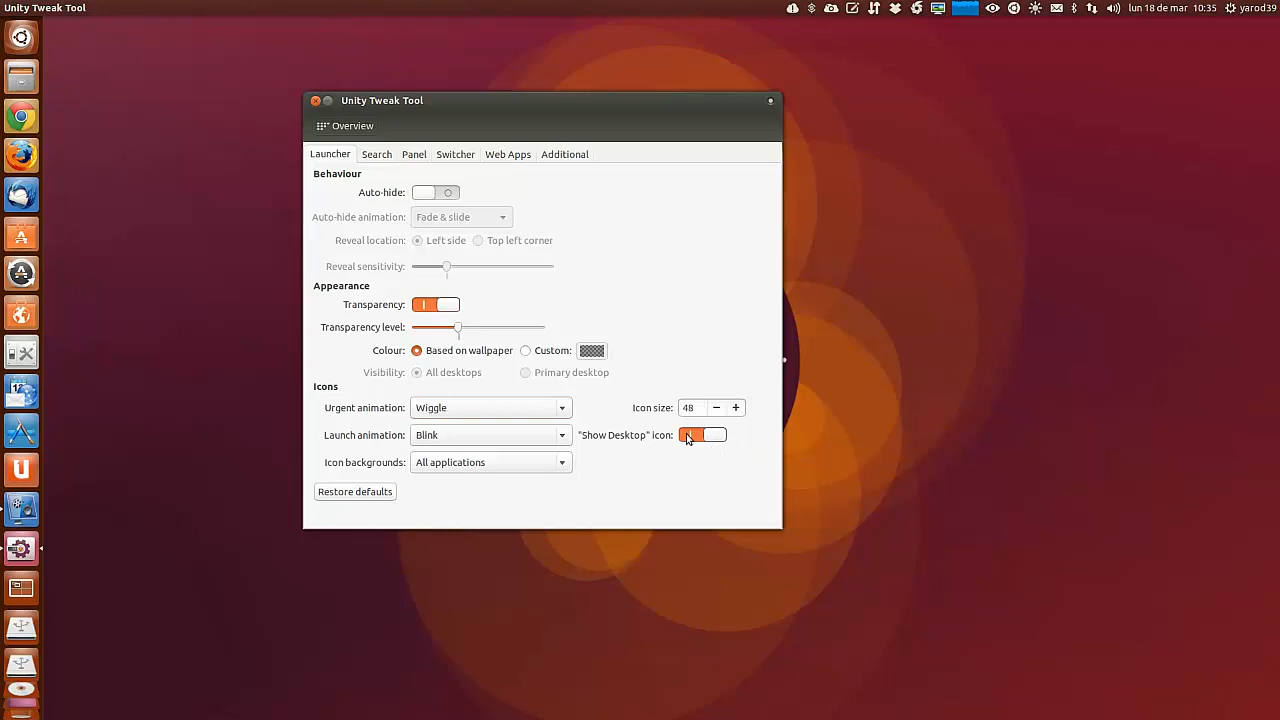 Unity Tweak Tool
lun 18 de mar 10:35 yarod39
Unity Tweak Tool
Overview
Launcher Search Panel Switcher Web Apps Additional
Behaviour
Auto-hide:
Auto-hide animation: Fade & slide
Reveal location: Left side Top left corner
Reveal sensitivity:
Appearance
Transparency:
Transparency level:
Colour: Based on wallpaper Custom:
Visibility: All desktops Primary desktop
Icons
Urgent animation: Wiggle Icon size: 48 − +
Launch animation: Blink "Show Desktop" icon:
Icon backgrounds: All applications
Restore defaults